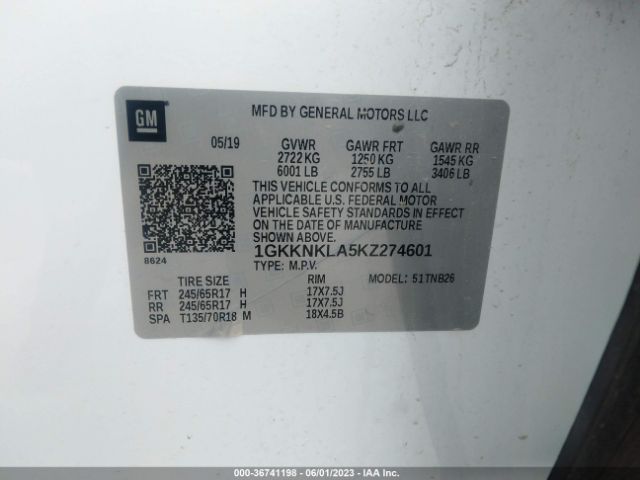 GM
MFD BY GENERAL MOTORS LLC
05/19 GVWR GAWR FRT GAWR RR
2722 KG 1250 KG 1545 KG
6001 LB 2755 LB 3406 LB
THIS VEHICLE CONFORMS TO ALL
APPLICABLE U.S. FEDERAL MOTOR
VEHICLE SAFETY STANDARDS IN EFFECT
ON THE DATE OF MANUFACTURE
SHOWN ABOVE.
8624
1GKKNKLA5KZ274601
TYPE: M.P.V. MODEL: 51TNB26
TIRE SIZE RIM
FRT 245/65R17 H 17X7.5J
RR 245/65R17 H 17X7.5J
SPA T135/70R18 M 18X4.5B
000-36741198 - 06/01/2023 - IAA Inc.